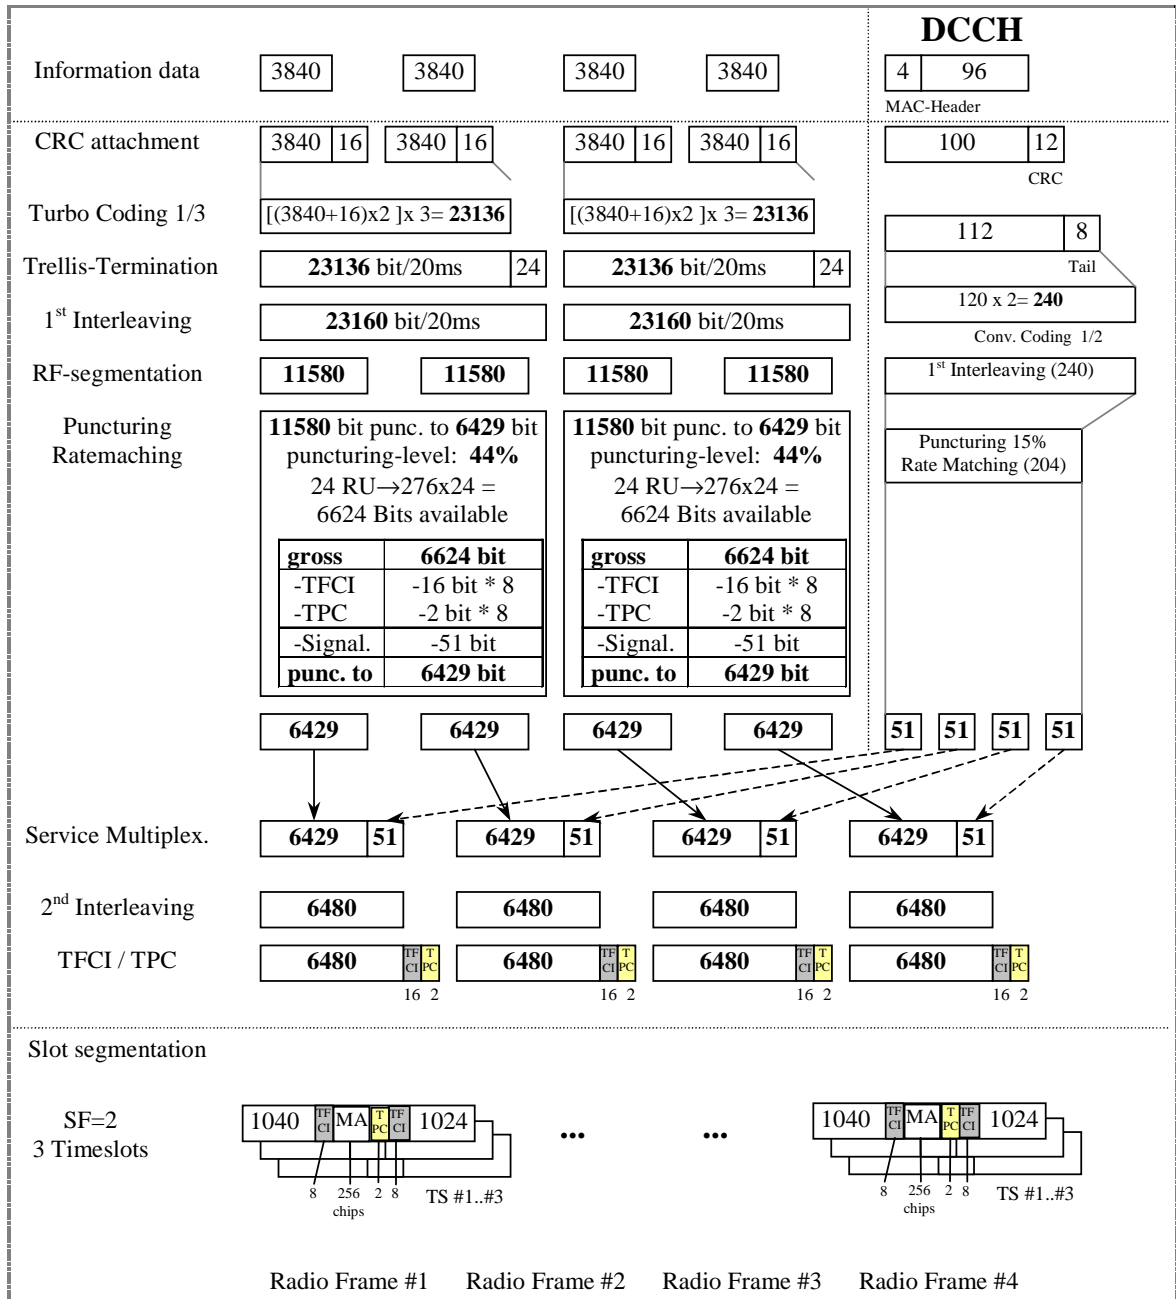 DCCH
Information data 3840 3840 3840 3840 4 96
MAC-Header
CRC attachment 3840 16 3840 16 3840 16 3840 16 100 12
CRC
Turbo Coding 1/3 [(3840+16)x2 ]x 3= 23136 [(3840+16)x2 ]x 3= 23136
112 8
Tail
Trellis-Termination 23136 bit/20ms 24 23136 bit/20ms 24
120 x 2= 240
Conv. Coding 1/2
1st Interleaving 23160 bit/20ms 23160 bit/20ms
RF-segmentation 11580 11580 11580 11580 1st Interleaving (240)
Puncturing
Ratemaching
11580 bit punc. to 6429 bit
puncturing-level: 44%
24 RU→276x24 =
6624 Bits available
gross 6624 bit
-TFCI -16 bit * 8
-TPC -2 bit * 8
-Signal. -51 bit
punc. to 6429 bit
11580 bit punc. to 6429 bit
puncturing-level: 44%
24 RU→276x24 =
6624 Bits available
gross 6624 bit
-TFCI -16 bit * 8
-TPC -2 bit * 8
-Signal. -51 bit
punc. to 6429 bit
Puncturing 15%
Rate Matching (204)
6429 6429 6429 6429 51 51 51 51
Service Multiplex. 6429 51 6429 51 6429 51 6429 51
2nd Interleaving 6480 6480 6480 6480
TFCI / TPC 6480 TF CI T PC 6480 TF CI T PC 6480 TF CI T PC 6480 TF CI T PC
16 2 16 2 16 2 16 2
Slot segmentation
SF=2
3 Timeslots
1040 TF CI MA T PC TF CI 1024 ... ... 1040 TF CI MA T PC TF CI 1024
8 256 chips 2 8 TS #1..#3 8 256 chips 2 8 TS #1..#3
Radio Frame #1 Radio Frame #2 Radio Frame #3 Radio Frame #4